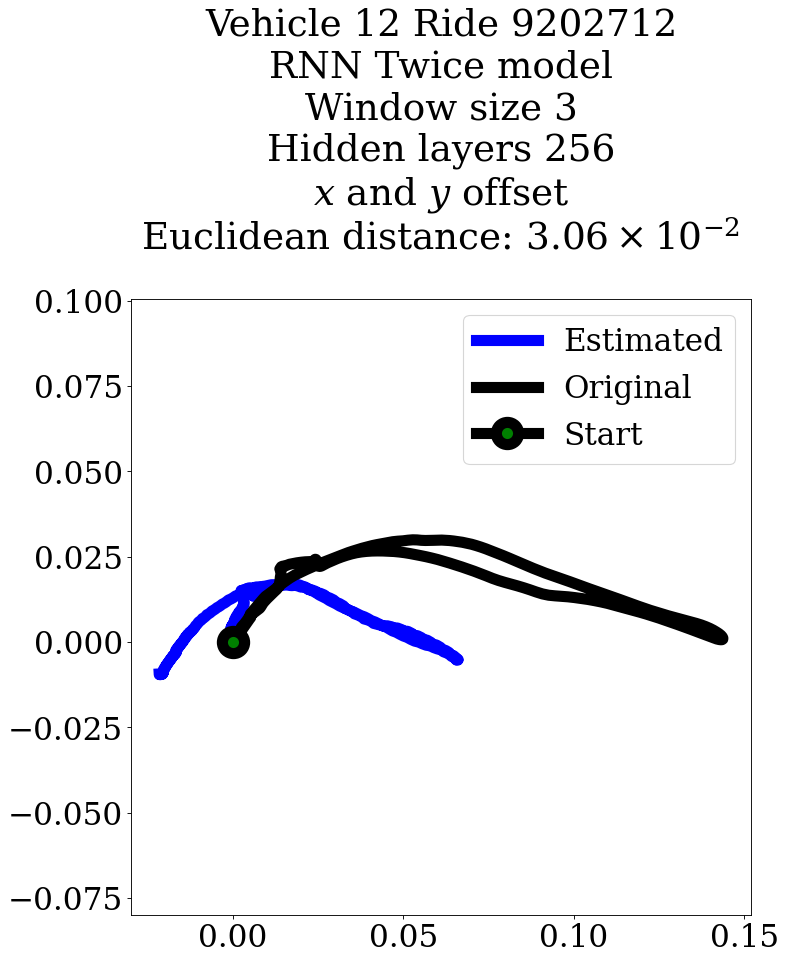 Vehicle 12 Ride 9202712
RNN Twice model
Window size 3
Hidden layers 256
x and y offset
Euclidean distance: 3.06 × 10⁻²
Estimated
Original
Start
0.100
0.075
0.050
0.025
0.000
−0.025
−0.050
−0.075
0.00 0.05 0.10 0.15